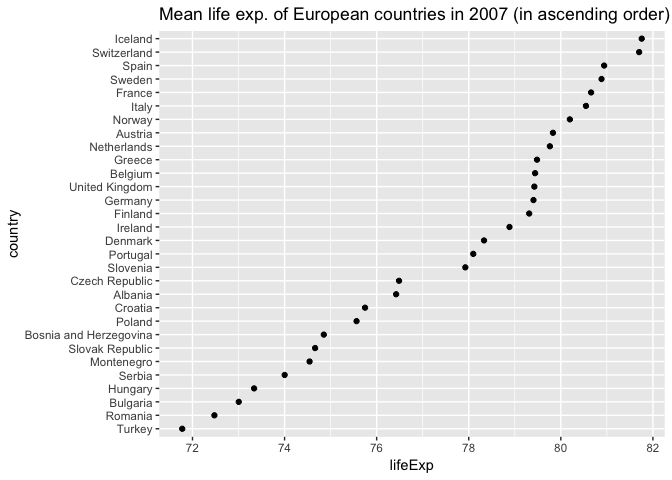 Mean life exp. of European countries in 2007 (in ascending order)
Iceland
Switzerland
Spain
Sweden
France
Italy
Norway
Austria
Netherlands
Greece
Belgium
United Kingdom
Germany
Finland
Ireland
Denmark
Portugal
Slovenia
Czech Republic
Albania
Croatia
Poland
Bosnia and Herzegovina
Slovak Republic
Montenegro
Serbia
Hungary
Bulgaria
Romania
Turkey
country
72 74 76 78 80 82
lifeExp